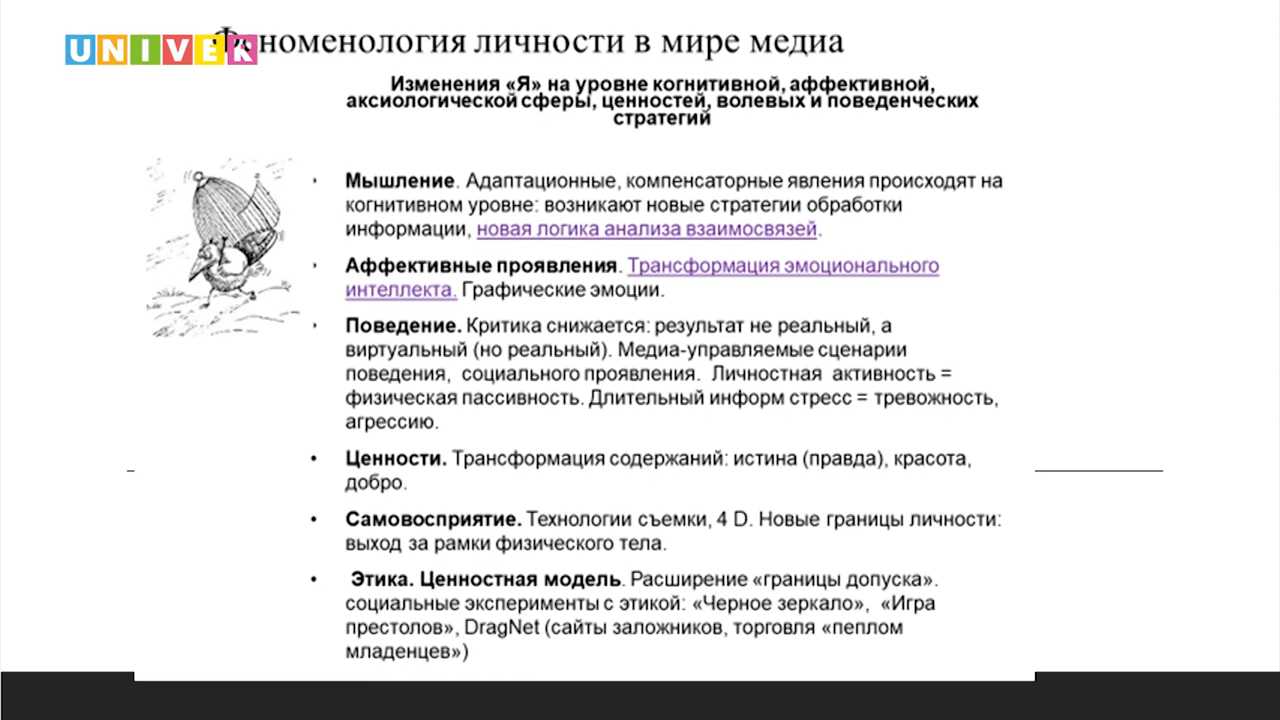 UNIVER
Феноменология личности в мире медиа
Изменения «Я» на уровне когнитивной, аффективной,
аксиологической сферы, ценностей, волевых и поведенческих
стратегий
• Мышление. Адаптационные, компенсаторные явления происходят на
когнитивном уровне: возникают новые стратегии обработки
информации, новая логика анализа взаимосвязей.
• Аффективные проявления. Трансформация эмоционального
интеллекта. Графические эмоции.
• Поведение. Критика снижается: результат не реальный, а
виртуальный (но реальный). Медиа-управляемые сценарии
поведения, социального проявления. Личностная активность =
физическая пассивность. Длительный информ стресс = тревожность,
агрессию.
• Ценности. Трансформация содержаний: истина (правда), красота,
добро.
• Самовосприятие. Технологии съемки, 4 D. Новые границы личности:
выход за рамки физического тела.
• Этика. Ценностная модель. Расширение «границы допуска».
социальные эксперименты с этикой: «Черное зеркало», «Игра
престолов», DragNet (сайты заложников, торговля «пеплом
младенцев»)